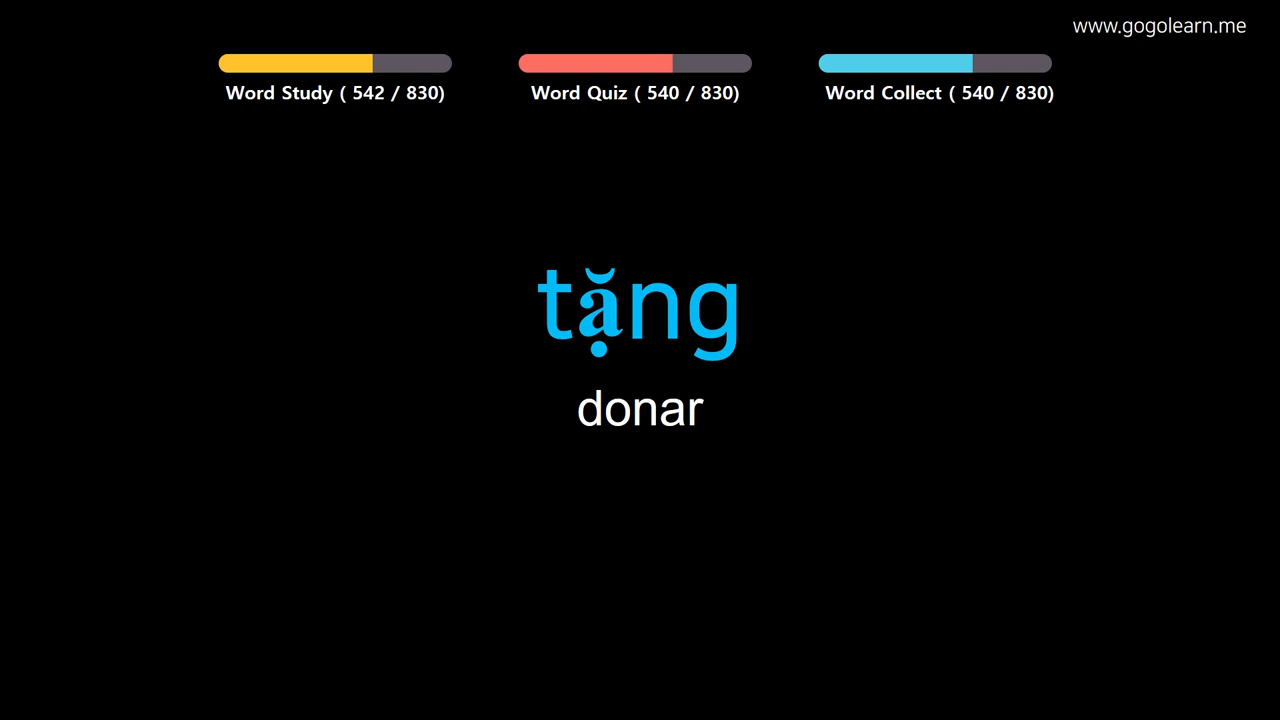 www.gogolearn.me
Word Study ( 542 / 830)
Word Quiz ( 540 / 830)
Word Collect ( 540 / 830)
tặng
donar